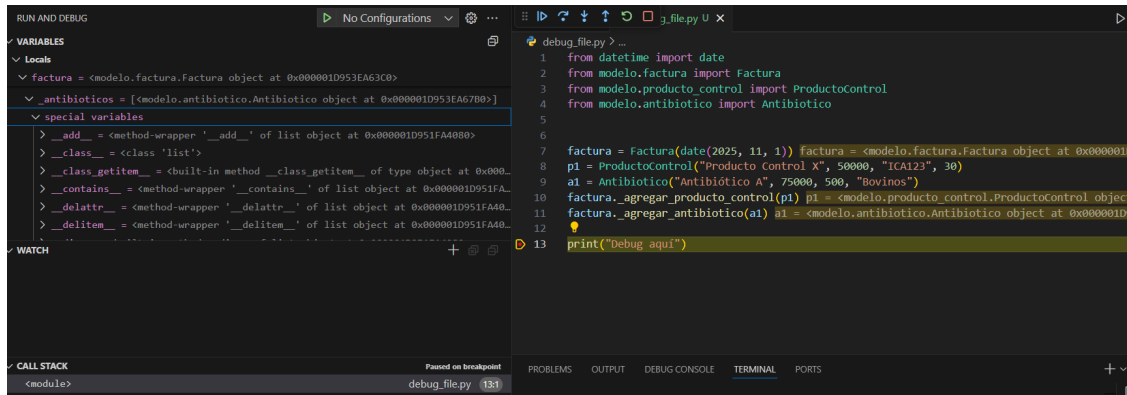 RUN AND DEBUG
No Configurations
VARIABLES
Locals
factura = <modelo.factura.Factura object at 0x000001D953EA63C0>
_antibioticos = [<modelo.antibiotico.Antibiotico object at 0x000001D953EA67B0>]
special variables
__add__ = <method-wrapper '__add__' of list object at 0x000001D951FA4080>
__class__ = <class 'list'>
__class_getitem__ = <built-in method __class_getitem__ of type object at 0x000…
__contains__ = <method-wrapper '__contains__' of list object at 0x000001D951FA…
__delattr__ = <method-wrapper '__delattr__' of list object at 0x000001D951FA40…
__delitem__ = <method-wrapper '__delitem__' of list object at 0x000001D951FA40…
WATCH
CALL STACK
Paused on breakpoint
<module>
debug_file.py 13:1
g_file.py U
debug_file.py > ...
1 from datetime import date
2 from modelo.factura import Factura
3 from modelo.producto_control import ProductoControl
4 from modelo.antibiotico import Antibiotico
5
6
7 factura = Factura(date(2025, 11, 1)) factura = <modelo.factura.Factura object at 0x000001
8 p1 = ProductoControl("Producto Control X", 50000, "ICA123", 30)
9 a1 = Antibiotico("Antibiótico A", 75000, 500, "Bovinos")
10 factura._agregar_producto_control(p1) p1 = <modelo.producto_control.ProductoControl objec
11 factura._agregar_antibiotico(a1) a1 = <modelo.antibiotico.Antibiotico object at 0x000001D
12
13 print("Debug aquí")
PROBLEMS OUTPUT DEBUG CONSOLE TERMINAL PORTS